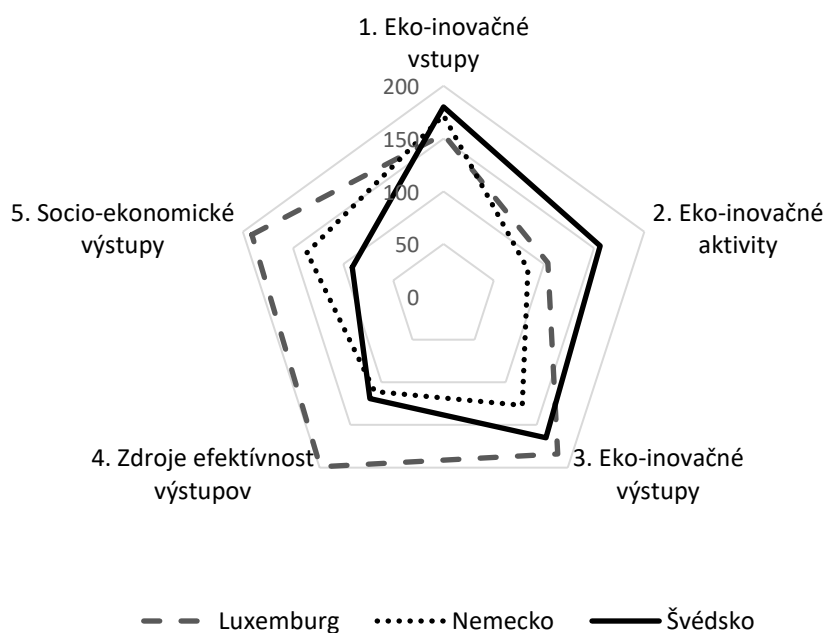 1. Eko-inovačné
vstupy
200
150
100
50
0
2. Eko-inovačné
aktivity
3. Eko-inovačné
výstupy
4. Zdroje efektívnost
výstupov
5. Socio-ekonomické
výstupy
Luxemburg
Nemecko
Švédsko